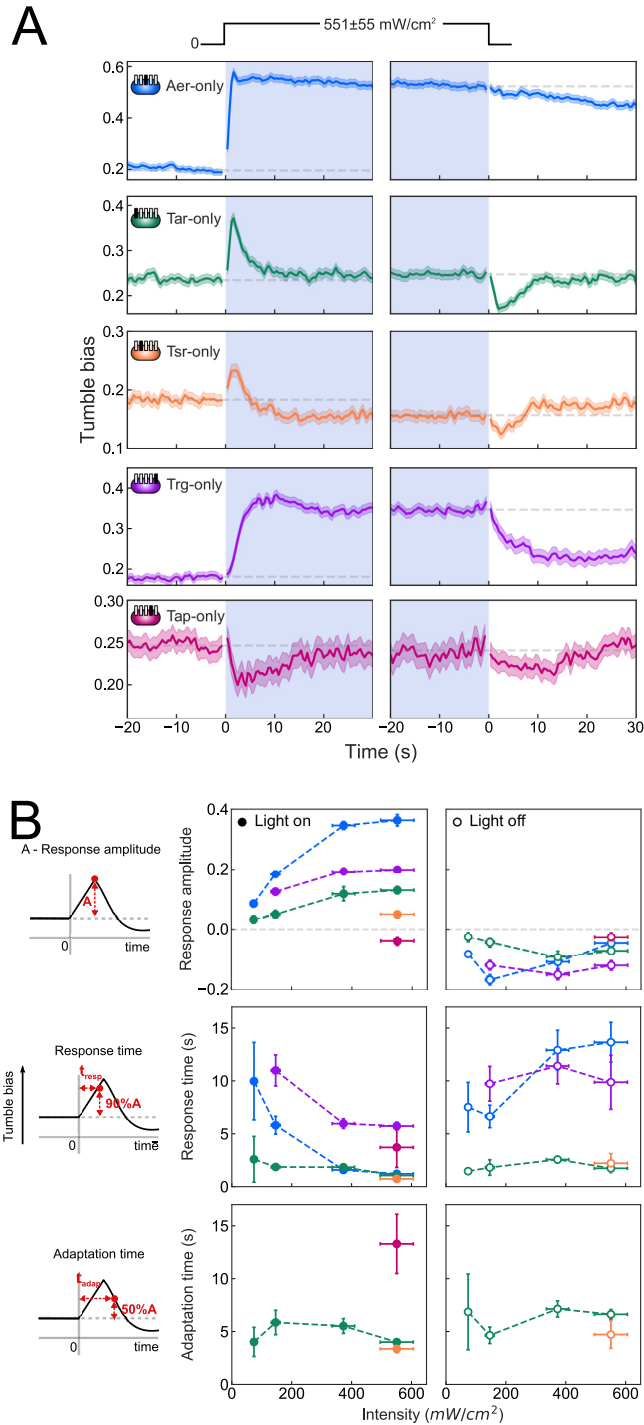 A
0
551±55 mW/cm²
Aer-only
0.6
0.4
0.2
Tar-only
0.4
0.3
0.2
Tumble bias
Tsr-only
0.3
0.2
0.1
Trg-only
0.4
0.3
0.2
Tap-only
0.30
0.25
0.20
−20 −10 0 10 20 −20 −10 0 10 20 30
Time (s)
B
A - Response amplitude
A
0 time
Response amplitude
0.4
0.2
0.0
−0.2
Light on
Light off
Tumble bias
Response time
t_resp
90%A
0 time
Response time (s)
15
10
5
0
Adaptation time
t_adap
50%A
0 time
Adaptation time (s)
15
10
5
0
0 200 400 600 0 200 400 600
Intensity (mW/cm²)